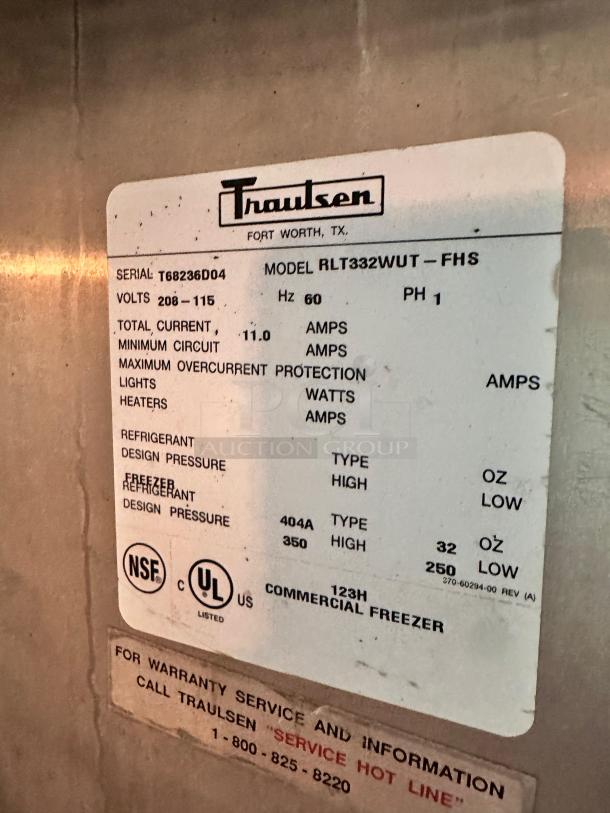 Traulsen
FORT WORTH, TX.
SERIAL T68236D04 MODEL RLT332WUT-FHS
VOLTS 208-115 Hz 60 PH 1
TOTAL CURRENT, 11.0 AMPS
MINIMUM CIRCUIT AMPS
MAXIMUM OVERCURRENT PROTECTION AMPS
LIGHTS WATTS
HEATERS AMPS
REFRIGERANT TYPE OZ
DESIGN PRESSURE HIGH LOW
FREEZER
REFRIGERANT 404A TYPE 32 OZ
DESIGN PRESSURE 350 HIGH 250 LOW
370-60294-00 REV (A)
NSF
C UL US
LISTED
123H
COMMERCIAL FREEZER
AUCTION GROUP
FOR WARRANTY SERVICE AND INFORMATION
CALL TRAULSEN "SERVICE HOT LINE"
1-800-825-8220